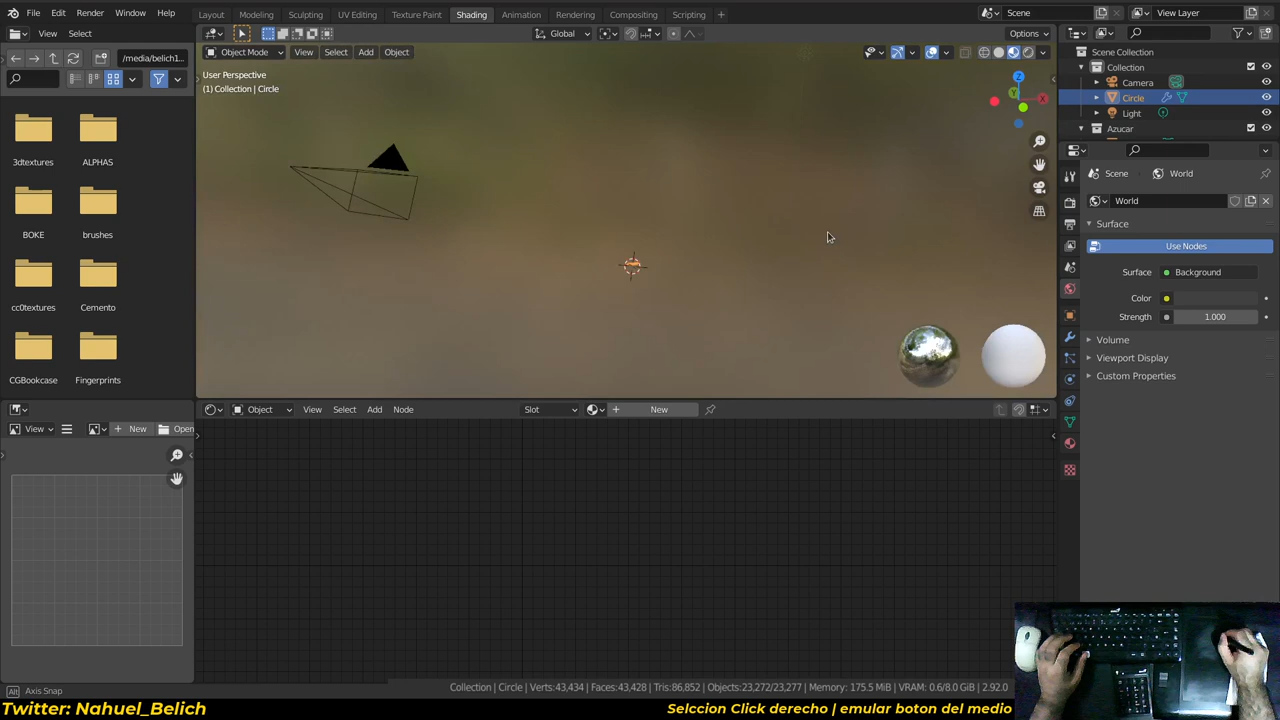 File Edit Render Window Help
Layout Modeling Sculpting UV Editing Texture Paint Shading Animation Rendering Compositing Scripting
Scene
View Layer
View Select
/media/belich1...
3dtextures
ALPHAS
BOKE
brushes
cc0textures
Cemento
CGBookcase
Fingerprints
Global
Options
Object Mode View Select Add Object
User Perspective
(1) Collection | Circle
Z
Y
X
Scene Collection
Collection
Camera
Circle
Light
Azucar
Scene World
World
Surface
Use Nodes
Surface Background
Color
Strength 1.000
Volume
Viewport Display
Custom Properties
View New Open
Object View Select Add Node Slot New
Alt Axis Snap
Collection | Circle | Verts:43,434 | Faces:43,428 | Tris:86,852 | Objects:23,272/23,277 | Memory: 175.5 MiB | VRAM: 0.6/8.0 GiB | 2.92.0
Twitter: Nahuel_Belich
Selccion Click derecho | emular boton del medio